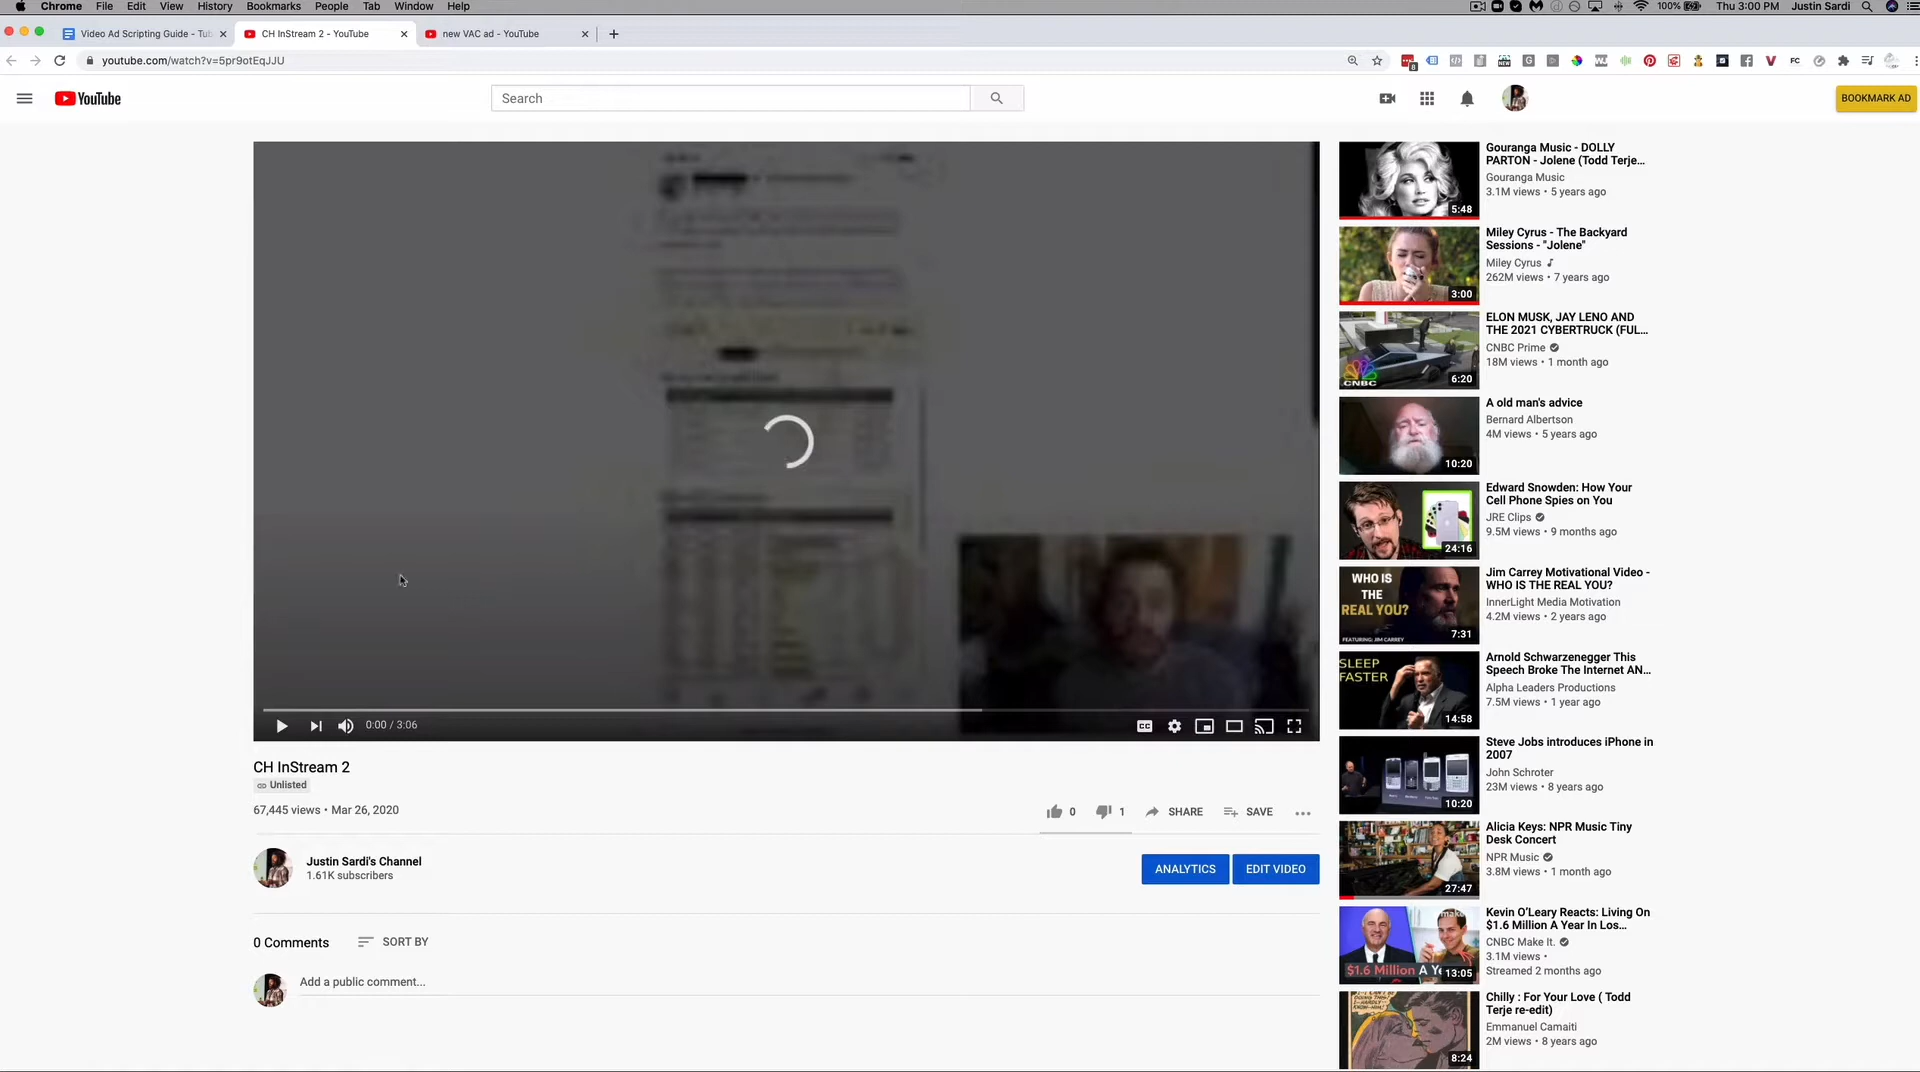 Chrome File Edit View History Bookmarks People Tab Window Help
100% Thu 3:00 PM Justin Sardi
Video Ad Scripting Guide - Tub
CH InStream 2 - YouTube
new VAC ad - YouTube
youtube.com/watch?v=5pr9otEqJJU
YouTube
Search
BOOKMARK AD
0:00 / 3:06
CC
CH InStream 2
Unlisted
67,445 views • Mar 26, 2020
0 1 SHARE SAVE
Justin Sardi's Channel
1.61K subscribers
ANALYTICS EDIT VIDEO
0 Comments SORT BY
Add a public comment...
5:48
Gouranga Music - DOLLY
PARTON - Jolene (Todd Terje...
Gouranga Music
3.1M views • 5 years ago
3:00
Miley Cyrus - The Backyard
Sessions - "Jolene"
Miley Cyrus
262M views • 7 years ago
CNBC
6:20
ELON MUSK, JAY LENO AND
THE 2021 CYBERTRUCK (FUL...
CNBC Prime
18M views • 1 month ago
10:20
A old man's advice
Bernard Albertson
4M views • 5 years ago
24:16
Edward Snowden: How Your
Cell Phone Spies on You
JRE Clips
9.5M views • 9 months ago
WHO IS
THE
REAL YOU?
FEATURING: JIM CARREY
7:31
Jim Carrey Motivational Video -
WHO IS THE REAL YOU?
InnerLight Media Motivation
4.2M views • 2 years ago
SLEEP
FASTER
14:58
Arnold Schwarzenegger This
Speech Broke The Internet AN...
Alpha Leaders Productions
7.5M views • 1 year ago
10:20
Steve Jobs introduces iPhone in
2007
John Schroter
23M views • 8 years ago
27:47
Alicia Keys: NPR Music Tiny
Desk Concert
NPR Music
3.8M views • 1 month ago
make
$1.6 Million A Ye
13:05
Kevin O'Leary Reacts: Living On
$1.6 Million A Year In Los...
CNBC Make It.
3.1M views •
Streamed 2 months ago
8:24
Chilly : For Your Love ( Todd
Terje re-edit)
Emmanuel Camaiti
2M views • 8 years ago